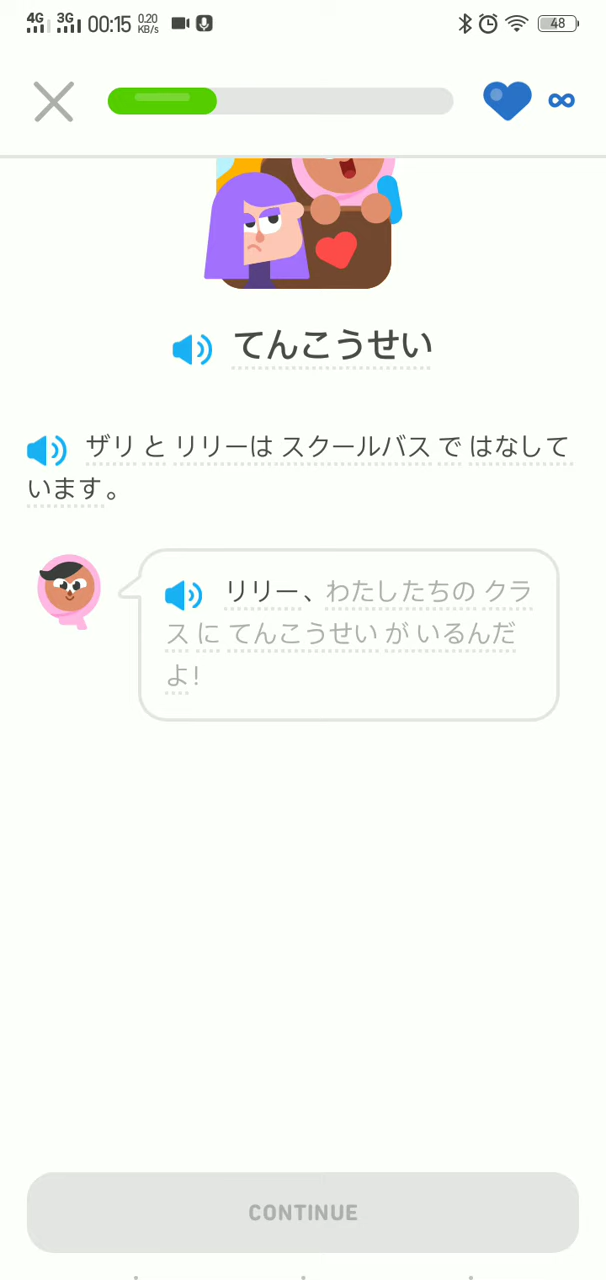 4G 3G 00:15 0.20 KB/s 48
∞
てんこうせい
ザリ と リリーは スクールバス で はなして
います。
リリー、わたしたちの クラ
ス に てんこうせい が いるんだ
よ!
CONTINUE